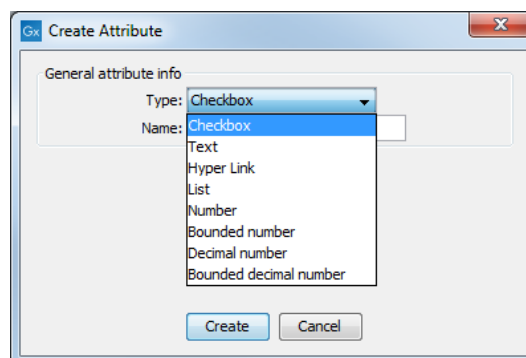 Gx Create Attribute
General attribute info
Type: Checkbox
Name:
Checkbox
Text
Hyper Link
List
Number
Bounded number
Decimal number
Bounded decimal number
Create Cancel